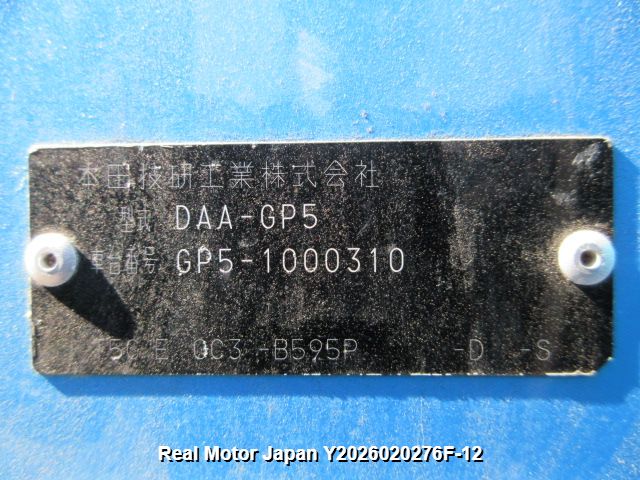 本田技研工業株式会社
型式 DAA-GP5
車台番号 GP5-1000310
-B595P -D -S
Real Motor Japan Y2026020276F-12